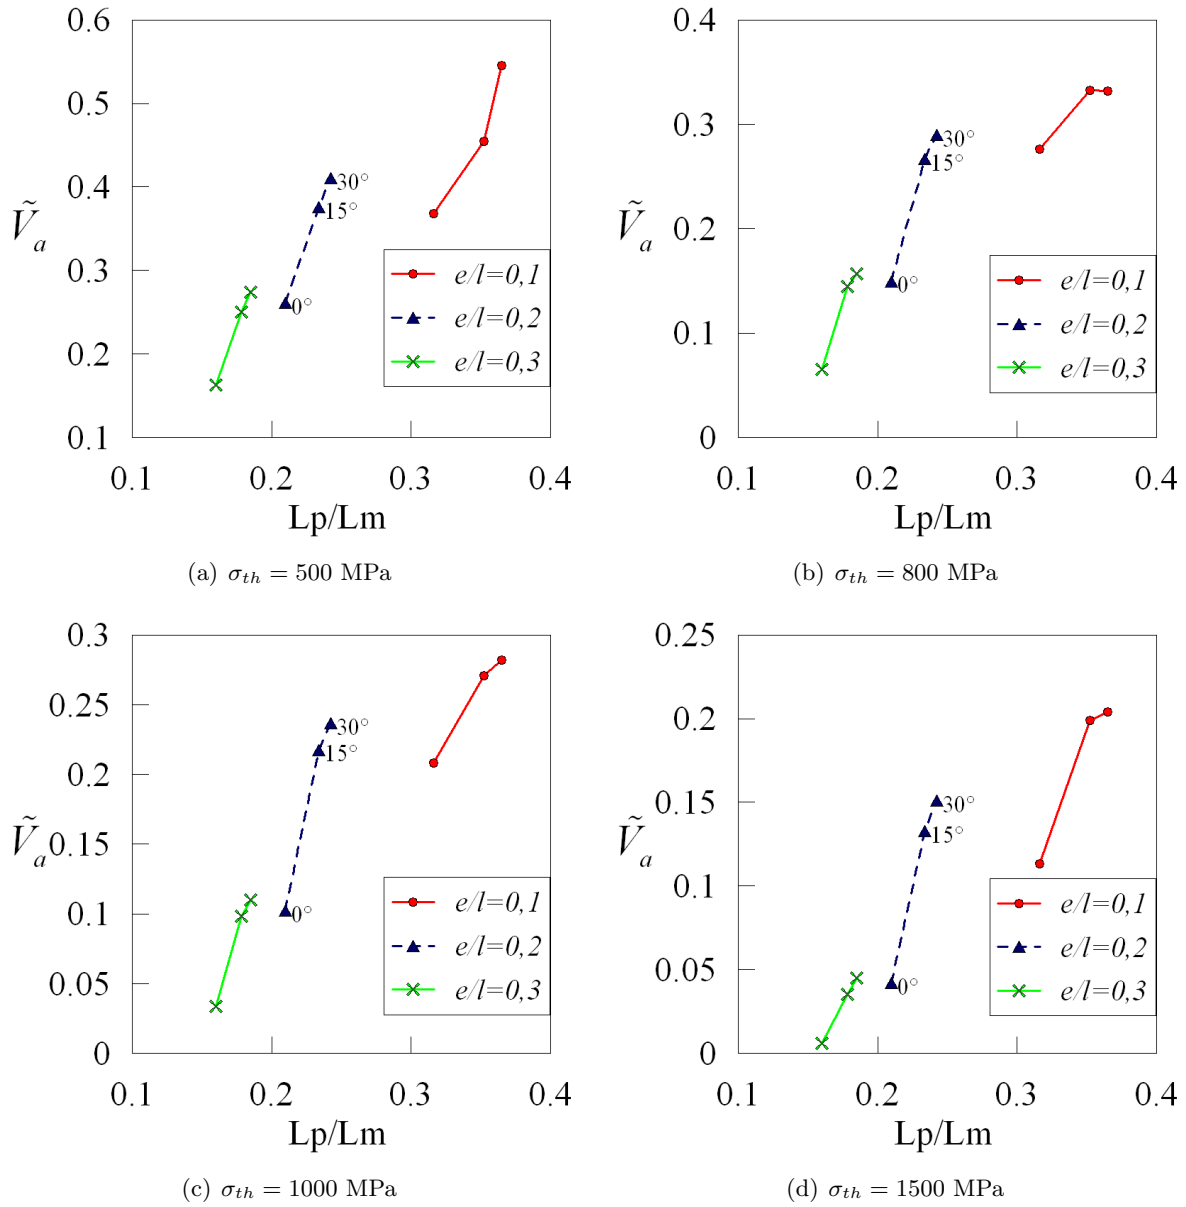 0.6
0.5
0.4
0.3
0.2
0.1
Ṽₐ
30°
15°
0°
e/l=0,1
e/l=0,2
e/l=0,3
0.1 0.2 0.3 0.4
Lp/Lm
(a) σth = 500 MPa
0.4
0.3
0.2
0.1
0
Ṽₐ
30°
15°
0°
e/l=0,1
e/l=0,2
e/l=0,3
0.1 0.2 0.3 0.4
Lp/Lm
(b) σth = 800 MPa
0.3
0.25
0.2
0.15
0.1
0.05
0
Ṽₐ
30°
15°
0°
e/l=0,1
e/l=0,2
e/l=0,3
0.1 0.2 0.3 0.4
Lp/Lm
(c) σth = 1000 MPa
0.25
0.2
0.15
0.1
0.05
0
Ṽₐ
30°
15°
0°
e/l=0,1
e/l=0,2
e/l=0,3
0.1 0.2 0.3 0.4
Lp/Lm
(d) σth = 1500 MPa